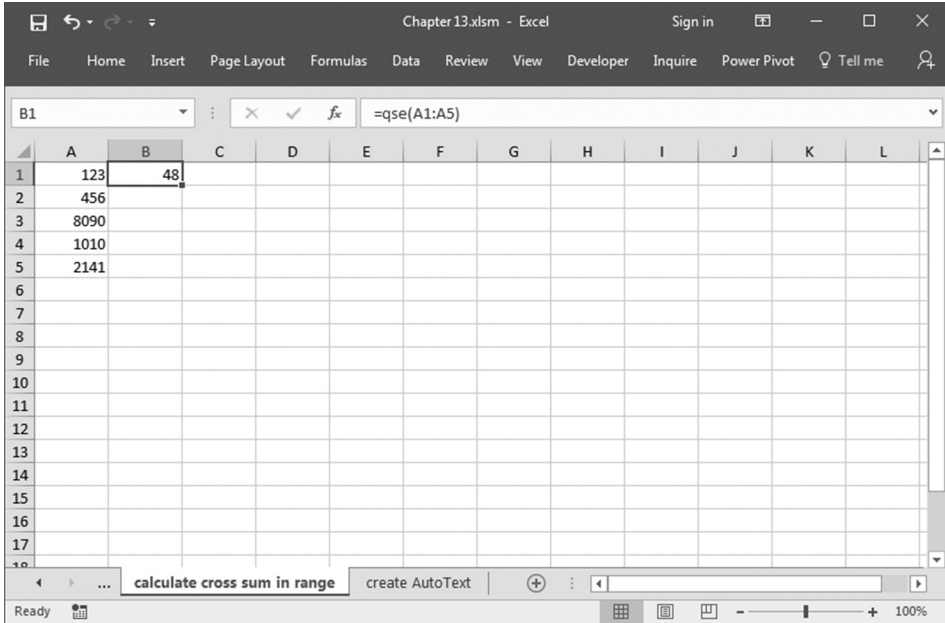 Chapter 13.xlsm - Excel Sign in
File Home Insert Page Layout Formulas Data Review View Developer Inquire Power Pivot Tell me
B1 fx =qse(A1:A5)
A B C D E F G H I J K L
1 123 48
2 456
3 8090
4 1010
5 2141
6
7
8
9
10
11
12
13
14
15
16
17
18
... calculate cross sum in range create AutoText
Ready 100%